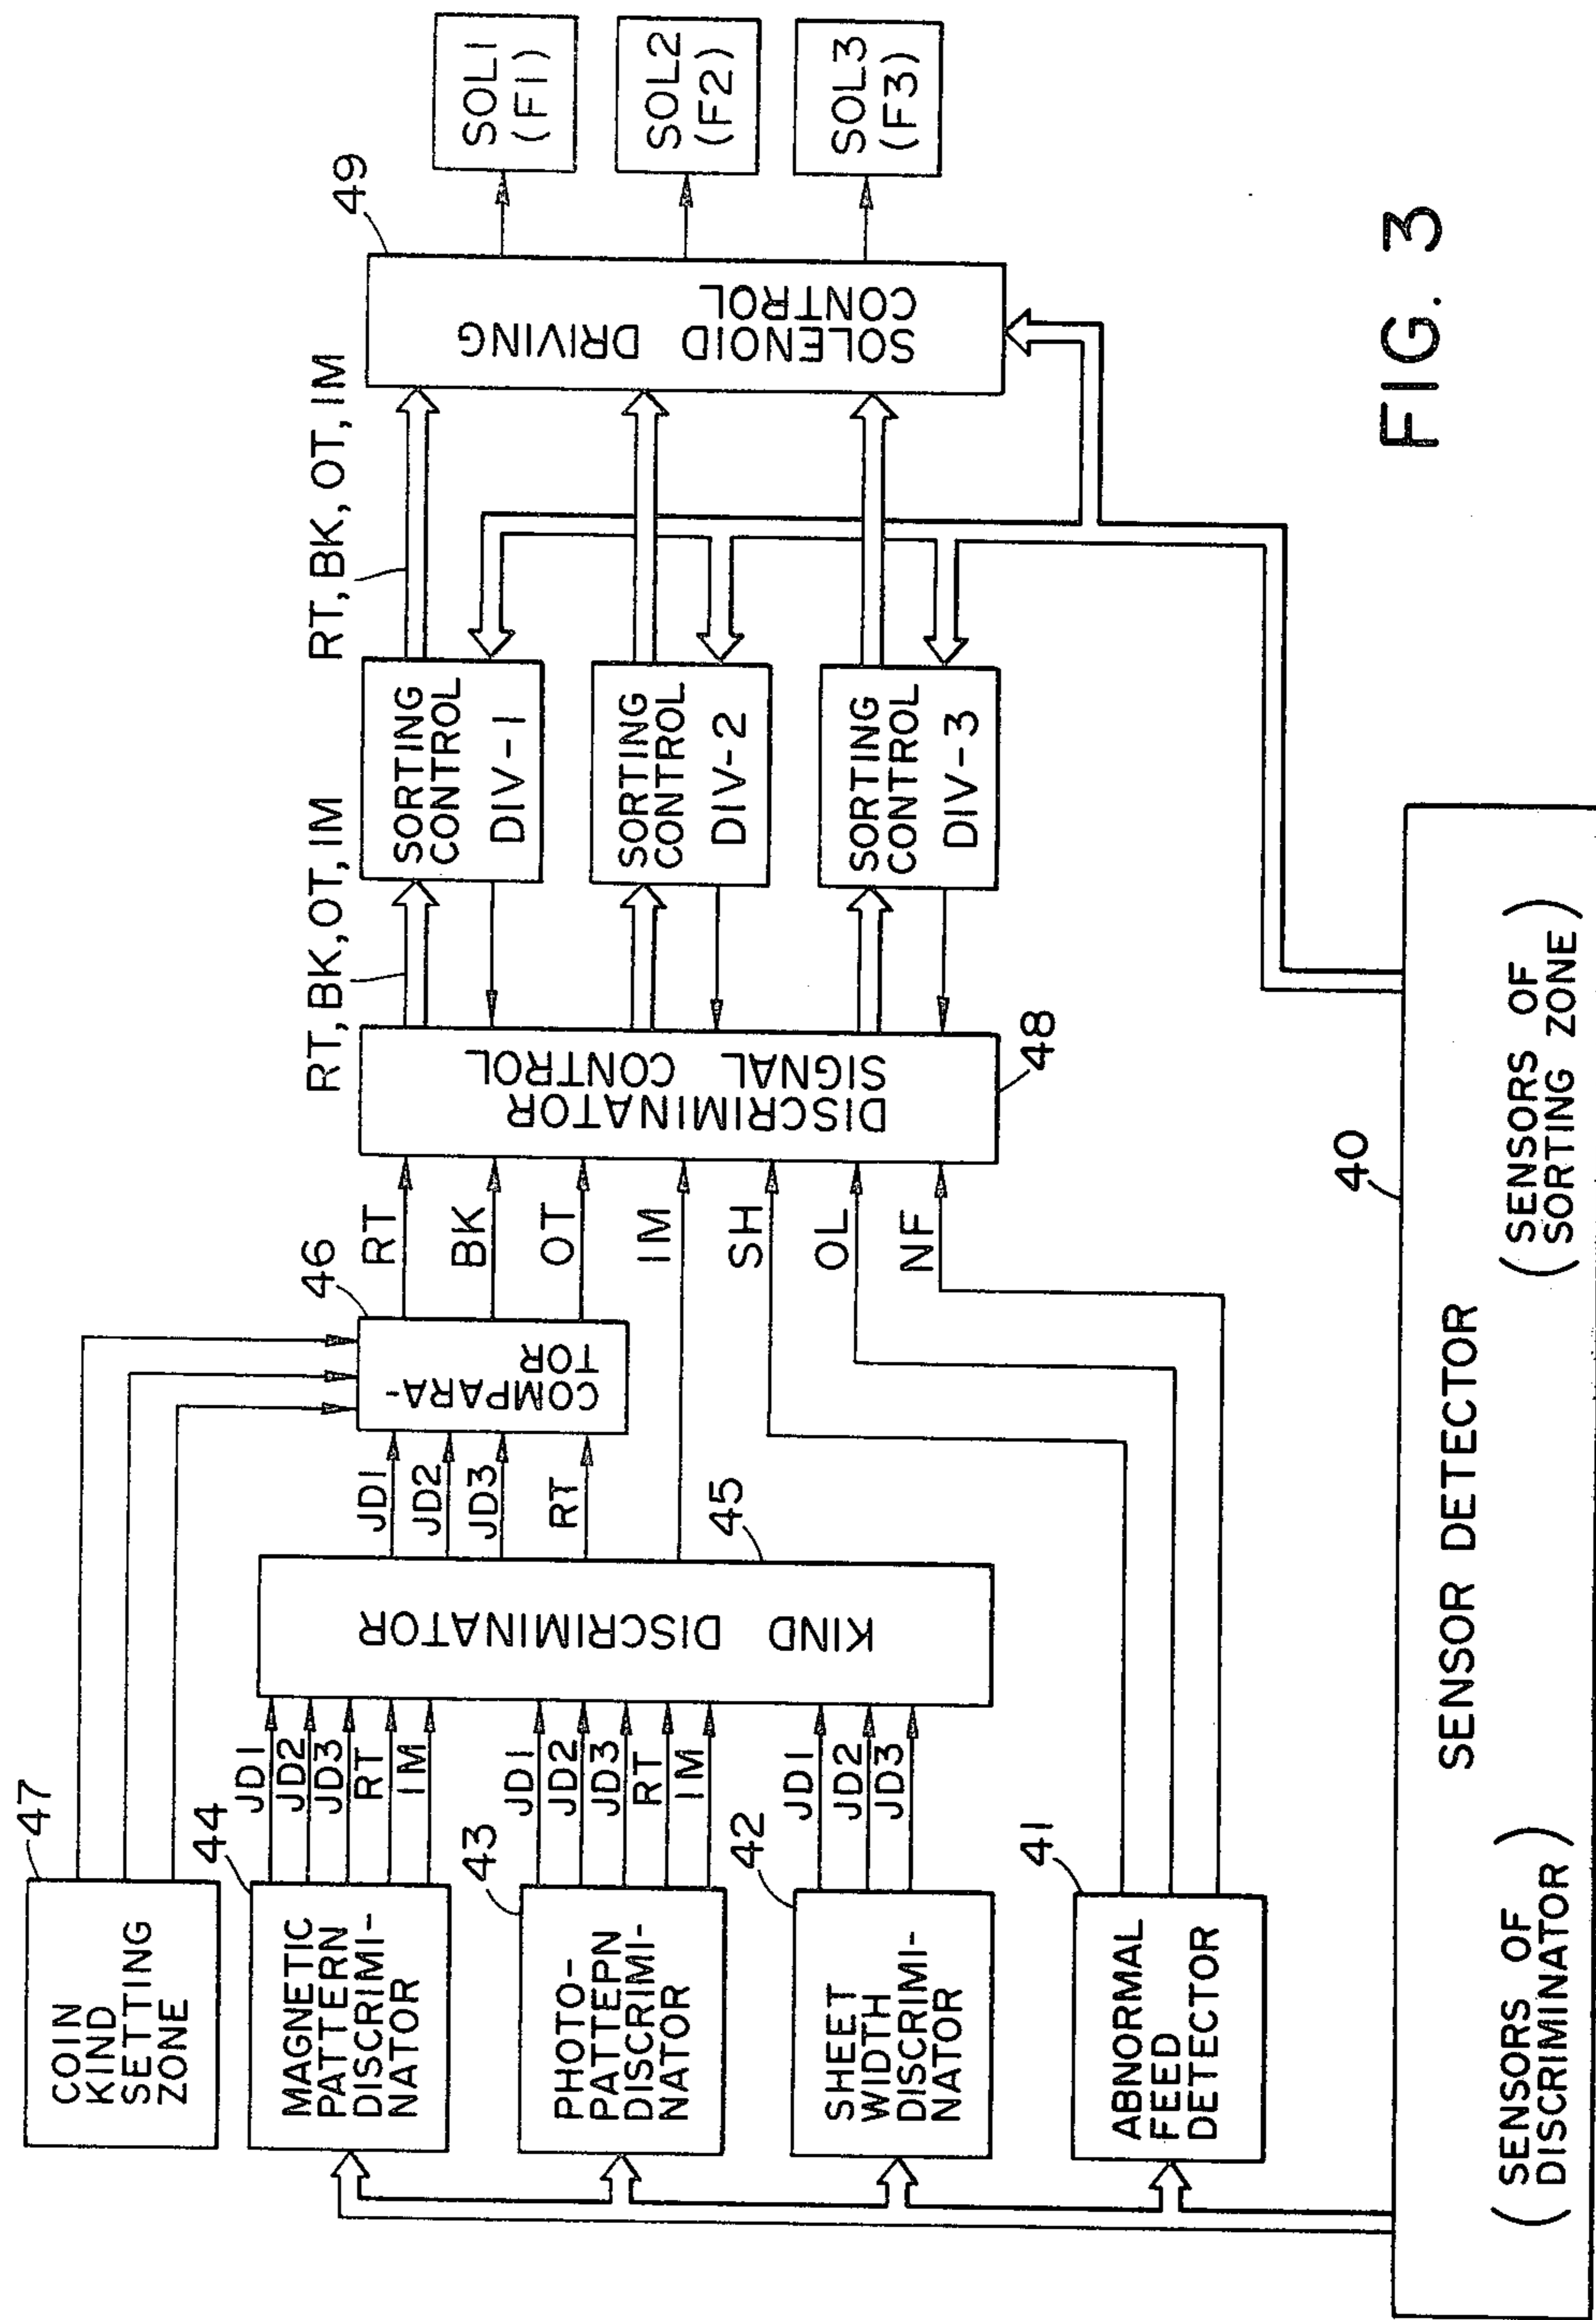 47
COIN
KIND
SETTING
ZONE
44
MAGNETIC
PATTERN
DISCRIMI-
NATOR
JD1
JD2
JD3
RT
IM
43
PHOTO-
PATTEPN
DISCRIMI-
NATOR
JD1
JD2
JD3
RT
IM
42
SHEET
WIDTH
DISCRIMI-
NATOR
JD1
JD2
JD3
41
ABNORMAL
FEED
DETECTOR
KIND DISCRIMINATOR
45
JD1
JD2
JD3
RT
46
COMPARA-
TOR
RT
BK
OT
IM
SH
OL
NF
DISCRIMINATOR
SIGNAL CONTROL
48
RT, BK, OT, IM
SORTING
CONTROL
DIV-1
SORTING
CONTROL
DIV-2
SORTING
CONTROL
DIV-3
RT, BK, OT, IM
49
SOLENOID DRIVING
CONTROL
SOL1
(F1)
SOL2
(F2)
SOL3
(F3)
40
SENSOR DETECTOR
(SENSORS OF
DISCRIMINATOR)
(SENSORS OF
SORTING ZONE)
FIG. 3